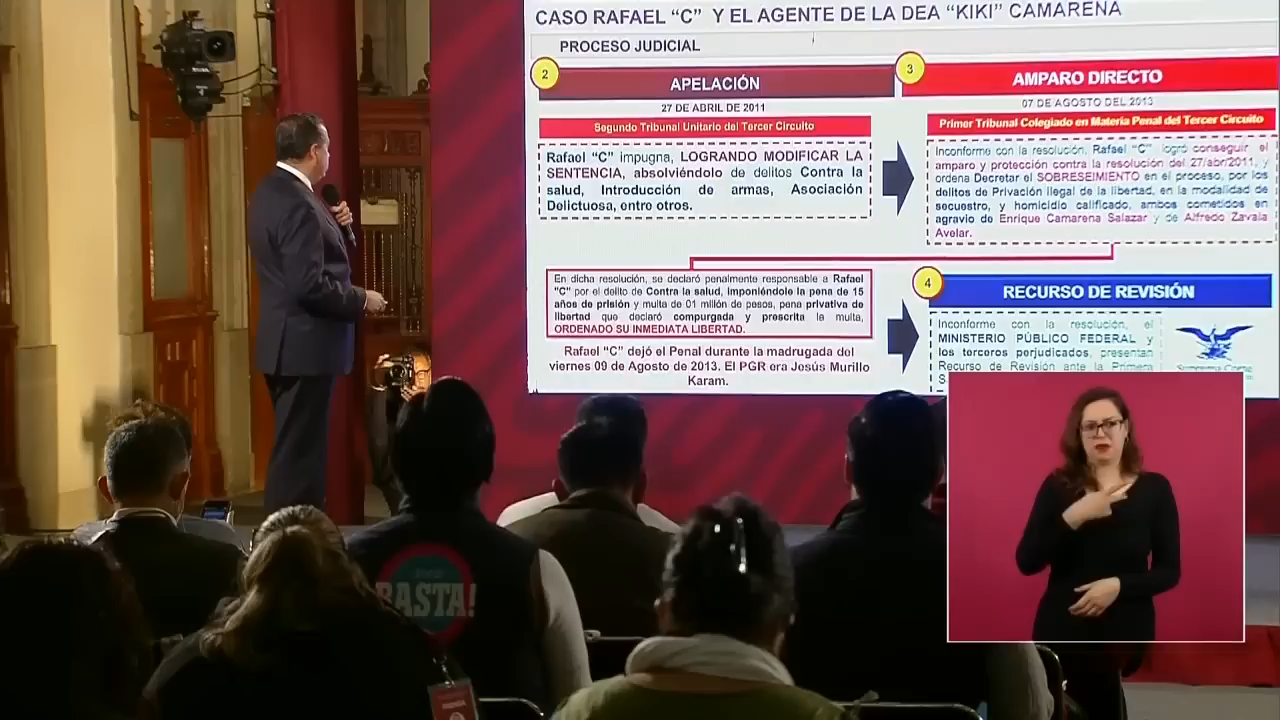 CASO RAFAEL “C” Y EL AGENTE DE LA DEA “KIKI” CAMARENA
PROCESO JUDICIAL
2
APELACIÓN
27 DE ABRIL DE 2011
Segundo Tribunal Unitario del Tercer Circuito
Rafael “C” impugna, LOGRANDO MODIFICAR LA
SENTENCIA, absolviéndolo de delitos Contra la
salud, Introducción de armas, Asociación
Delictuosa, entre otros.
3
AMPARO DIRECTO
07 DE AGOSTO DEL 2013
Primer Tribunal Colegiado en Materia Penal del Tercer Circuito
Inconforme con la resolución, Rafael “C” logró conseguir el
amparo y protección contra la resolución del 27/abr/2011, y
ordena Decretar el SOBRESEIMIENTO en el proceso, por los
delitos de Privación ilegal de la libertad, en la modalidad de
secuestro, y homicidio calificado, ambos cometidos en
agravio de Enrique Camarena Salazar y de Alfredo Zavala
Avelar.
En dicha resolución, se declaró penalmente responsable a Rafael
“C” por el delito de Contra la salud, imponiéndole la pena de 15
años de prisión y multa de 01 millón de pesos, pena privativa de
libertad que declaró compurgada y prescrita la multa,
ORDENADO SU INMEDIATA LIBERTAD.
Rafael “C” dejó el Penal durante la madrugada del
viernes 09 de Agosto de 2013. El PGR era Jesús Murillo
Karam.
4
RECURSO DE REVISIÓN
Inconforme con la resolución, el
MINISTERIO PÚBLICO FEDERAL y
los terceros perjudicados, presentan
Recurso de Revisión ante la Primera
Suprema Corte
BASTA!